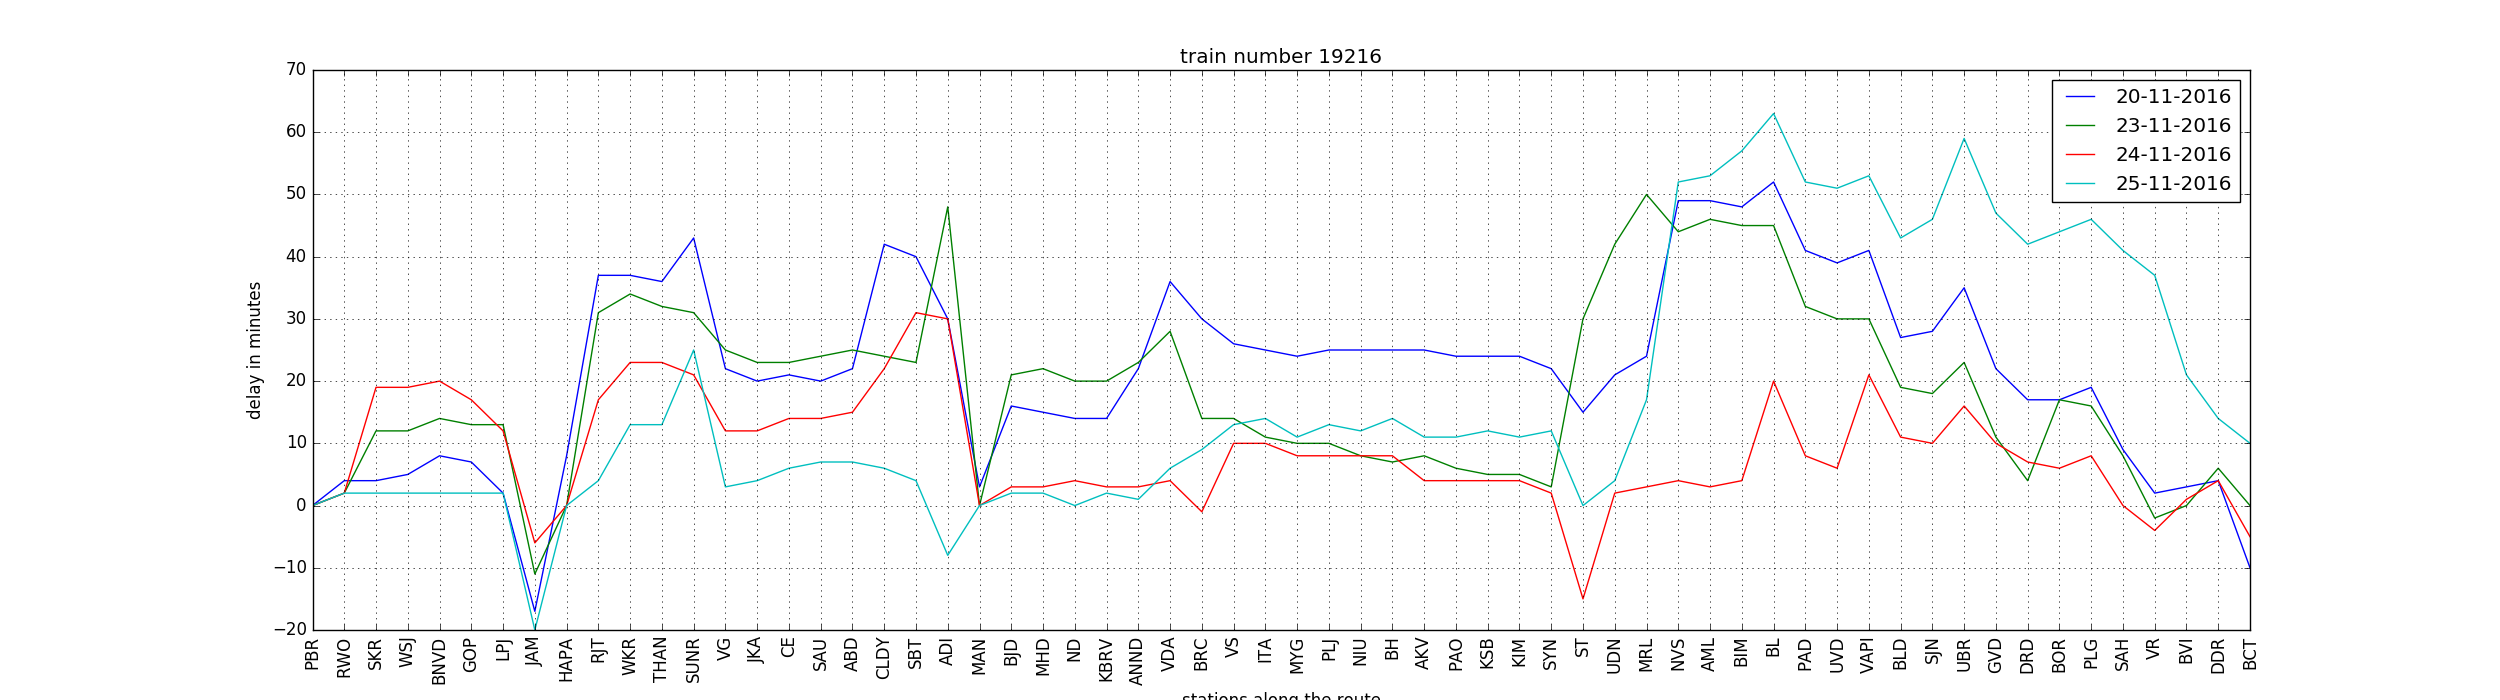 train number 19216
70
60
50
40
30
20
10
0
−10
−20
delay in minutes
20-11-2016
23-11-2016
24-11-2016
25-11-2016
PBR
RWO
SKR
WSJ
BNVD
GOP
LPJ
JAM
HAPA
RJT
WKR
THAN
SUNR
VG
JKA
CE
SAU
ABD
CLDY
SBT
ADI
MAN
BJD
MHD
ND
KBRV
ANND
VDA
BRC
VS
ITA
MYG
PLJ
NIU
BH
AKV
PAO
KSB
KIM
SYN
ST
UDN
MRL
NVS
AML
BIM
BL
PAD
UVD
VAPI
BLD
SJN
UBR
GVD
DRD
BOR
PLG
SAH
VR
BVI
DDR
BCT
stations along the route